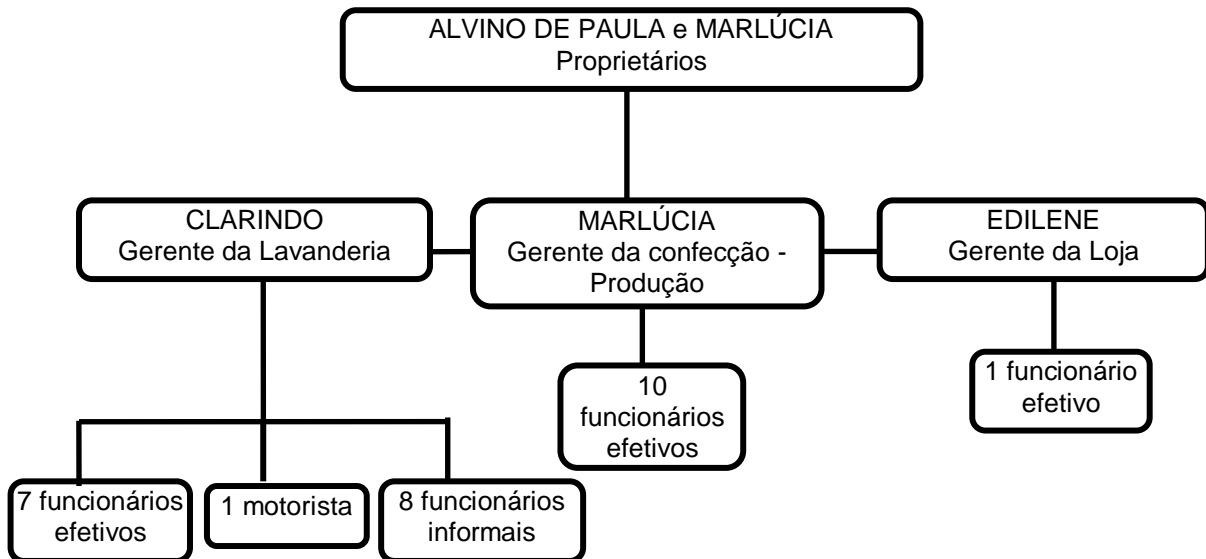 ALVINO DE PAULA e MARLÚCIA
Proprietários
CLARINDO
Gerente da Lavanderia
MARLÚCIA
Gerente da confecção -
Produção
EDILENE
Gerente da Loja
10
funcionários
efetivos
1 funcionário
efetivo
7 funcionários
efetivos
1 motorista
8 funcionários
informais